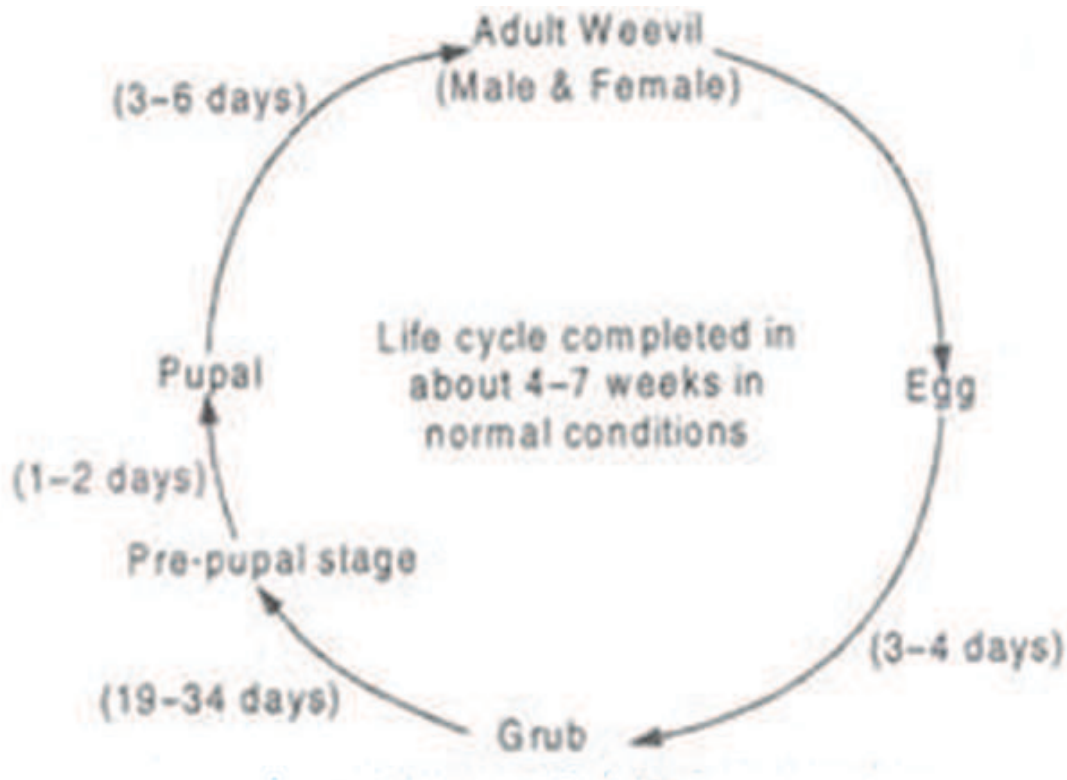 Adult Weevil
(Male & Female)
(3–6 days)
Life cycle completed in
about 4–7 weeks in
normal conditions
Pupal
Egg
(1–2 days)
Pre-pupal stage
(3–4 days)
(19–34 days)
Grub